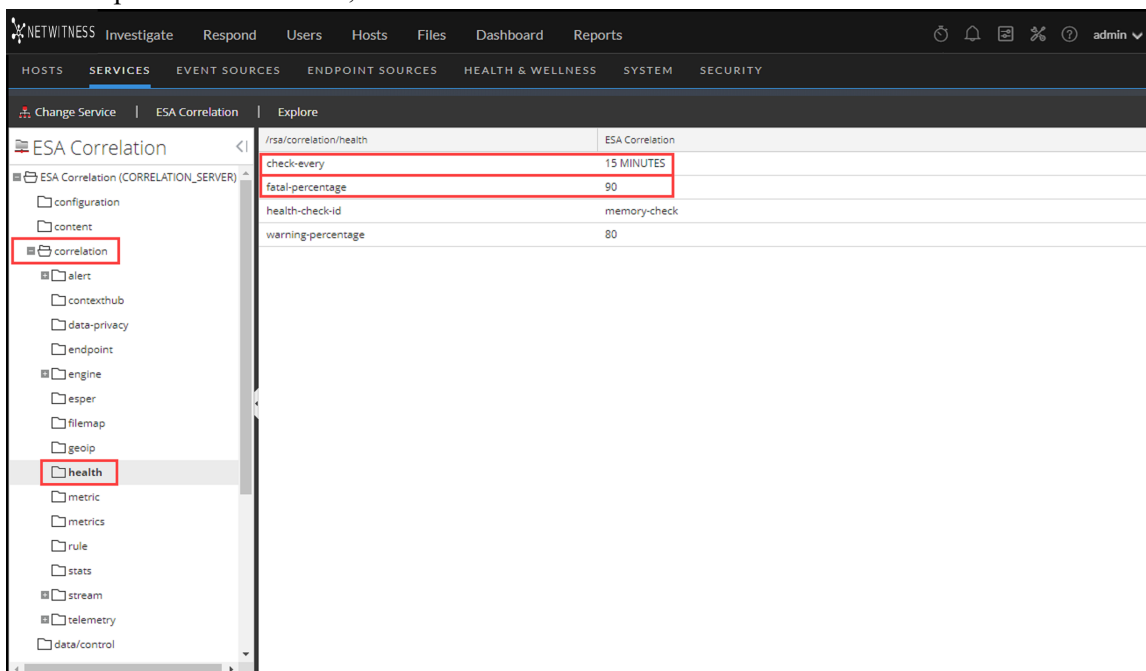 NETWITNESS Investigate Respond Users Hosts Files Dashboard Reports admin
HOSTS SERVICES EVENT SOURCES ENDPOINT SOURCES HEALTH & WELLNESS SYSTEM SECURITY
Change Service | ESA Correlation | Explore
ESA Correlation
ESA Correlation (CORRELATION_SERVER)
configuration
content
correlation
alert
contexthub
data-privacy
endpoint
engine
esper
filemap
geoip
health
metric
metrics
rule
stats
stream
telemetry
data/control
/rsa/correlation/health ESA Correlation
check-every 15 MINUTES
fatal-percentage 90
health-check-id memory-check
warning-percentage 80